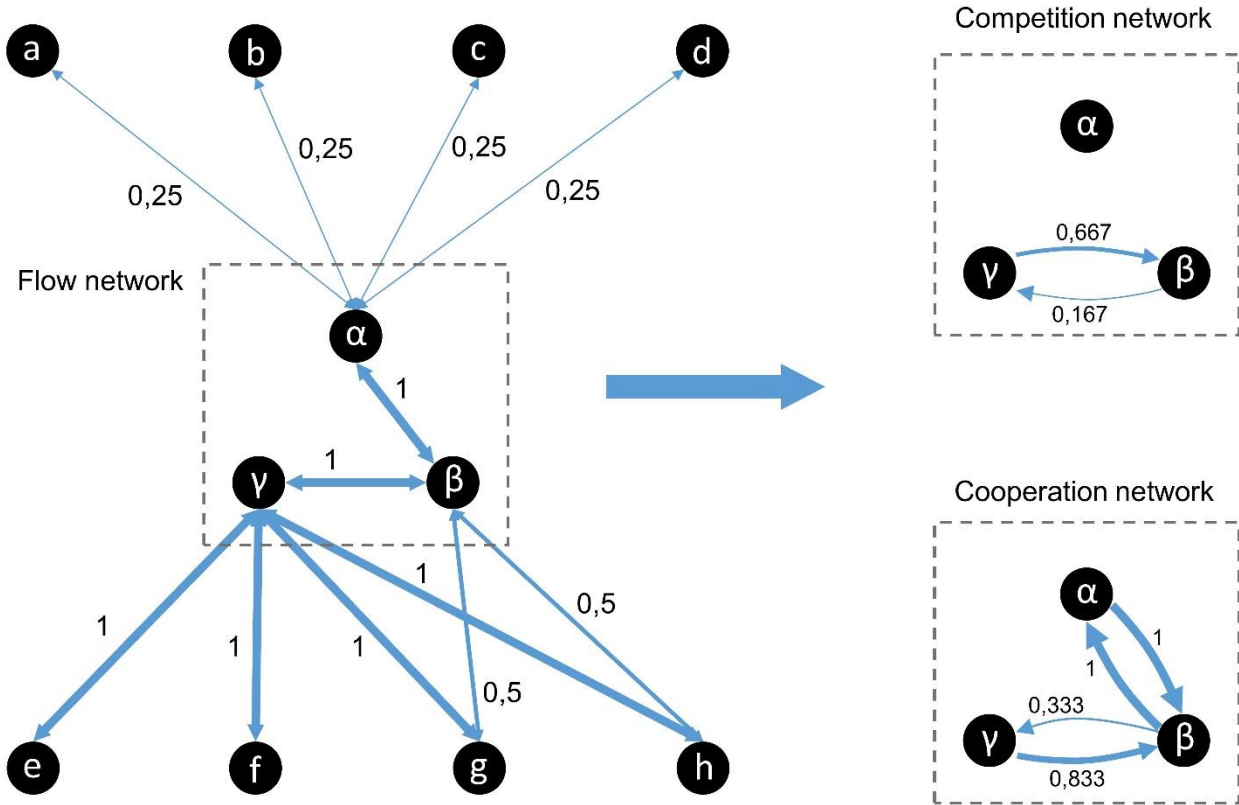 Competition network
a
b
c
d
α
0,25
0,25
0,25
0,25
0,667
γ
β
0,167
Flow network
α
1
1
γ
β
Cooperation network
1
1
1
1
0,5
0,5
α
1
1
0,333
γ
β
0,833
e
f
g
h